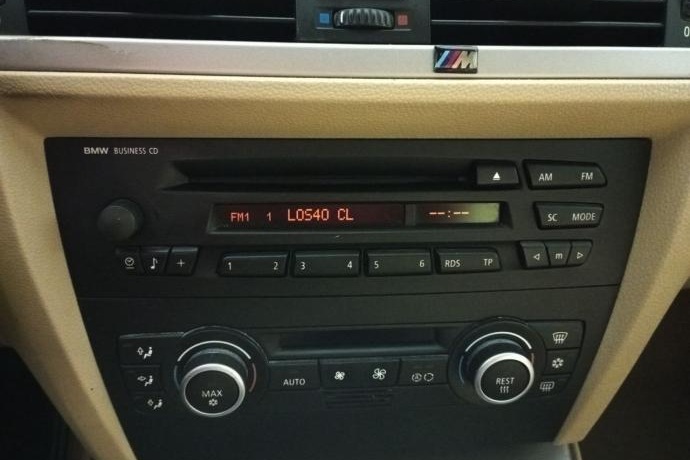 0
M
BMW BUSINESS CD
AM FM
FM1 1 LOS40 CL --:--
SC MODE
1 2 3 4 5 6 RDS TP
m
AUTO
MAX
REST